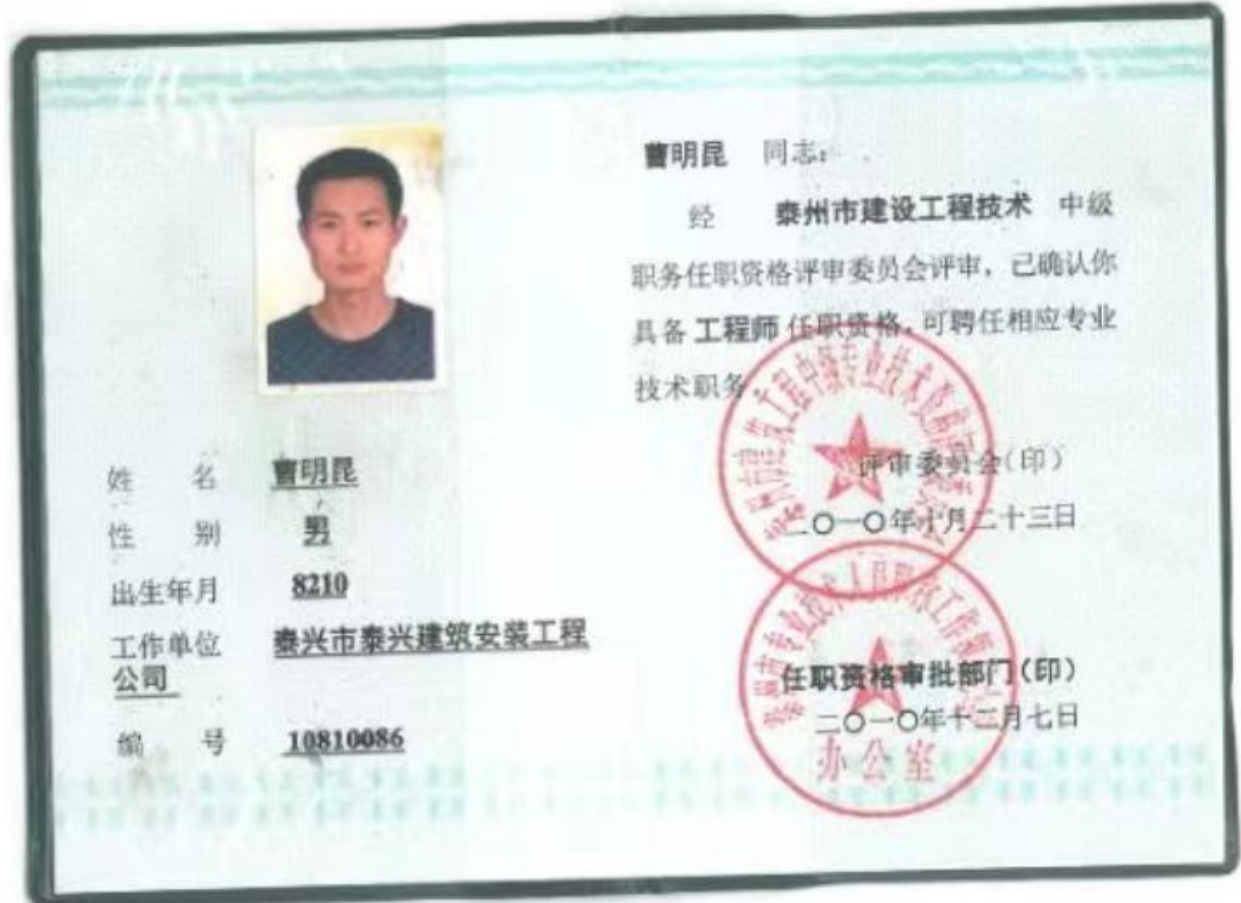 姓 名 曹明昆
性 别 男
出生年月 8210
工作单位 泰兴市泰兴建筑安装工程
公司
编 号 10810086
曹明昆 同志:
经 泰州市建设工程技术 中级
职务任职资格评审委员会评审，已确认你
具备 工程师 任职资格，可聘任相应专业
技术职务
评审委员会(印)
二〇一〇年十月二十三日
任职资格审批部门(印)
二〇一〇年十二月七日
办公室